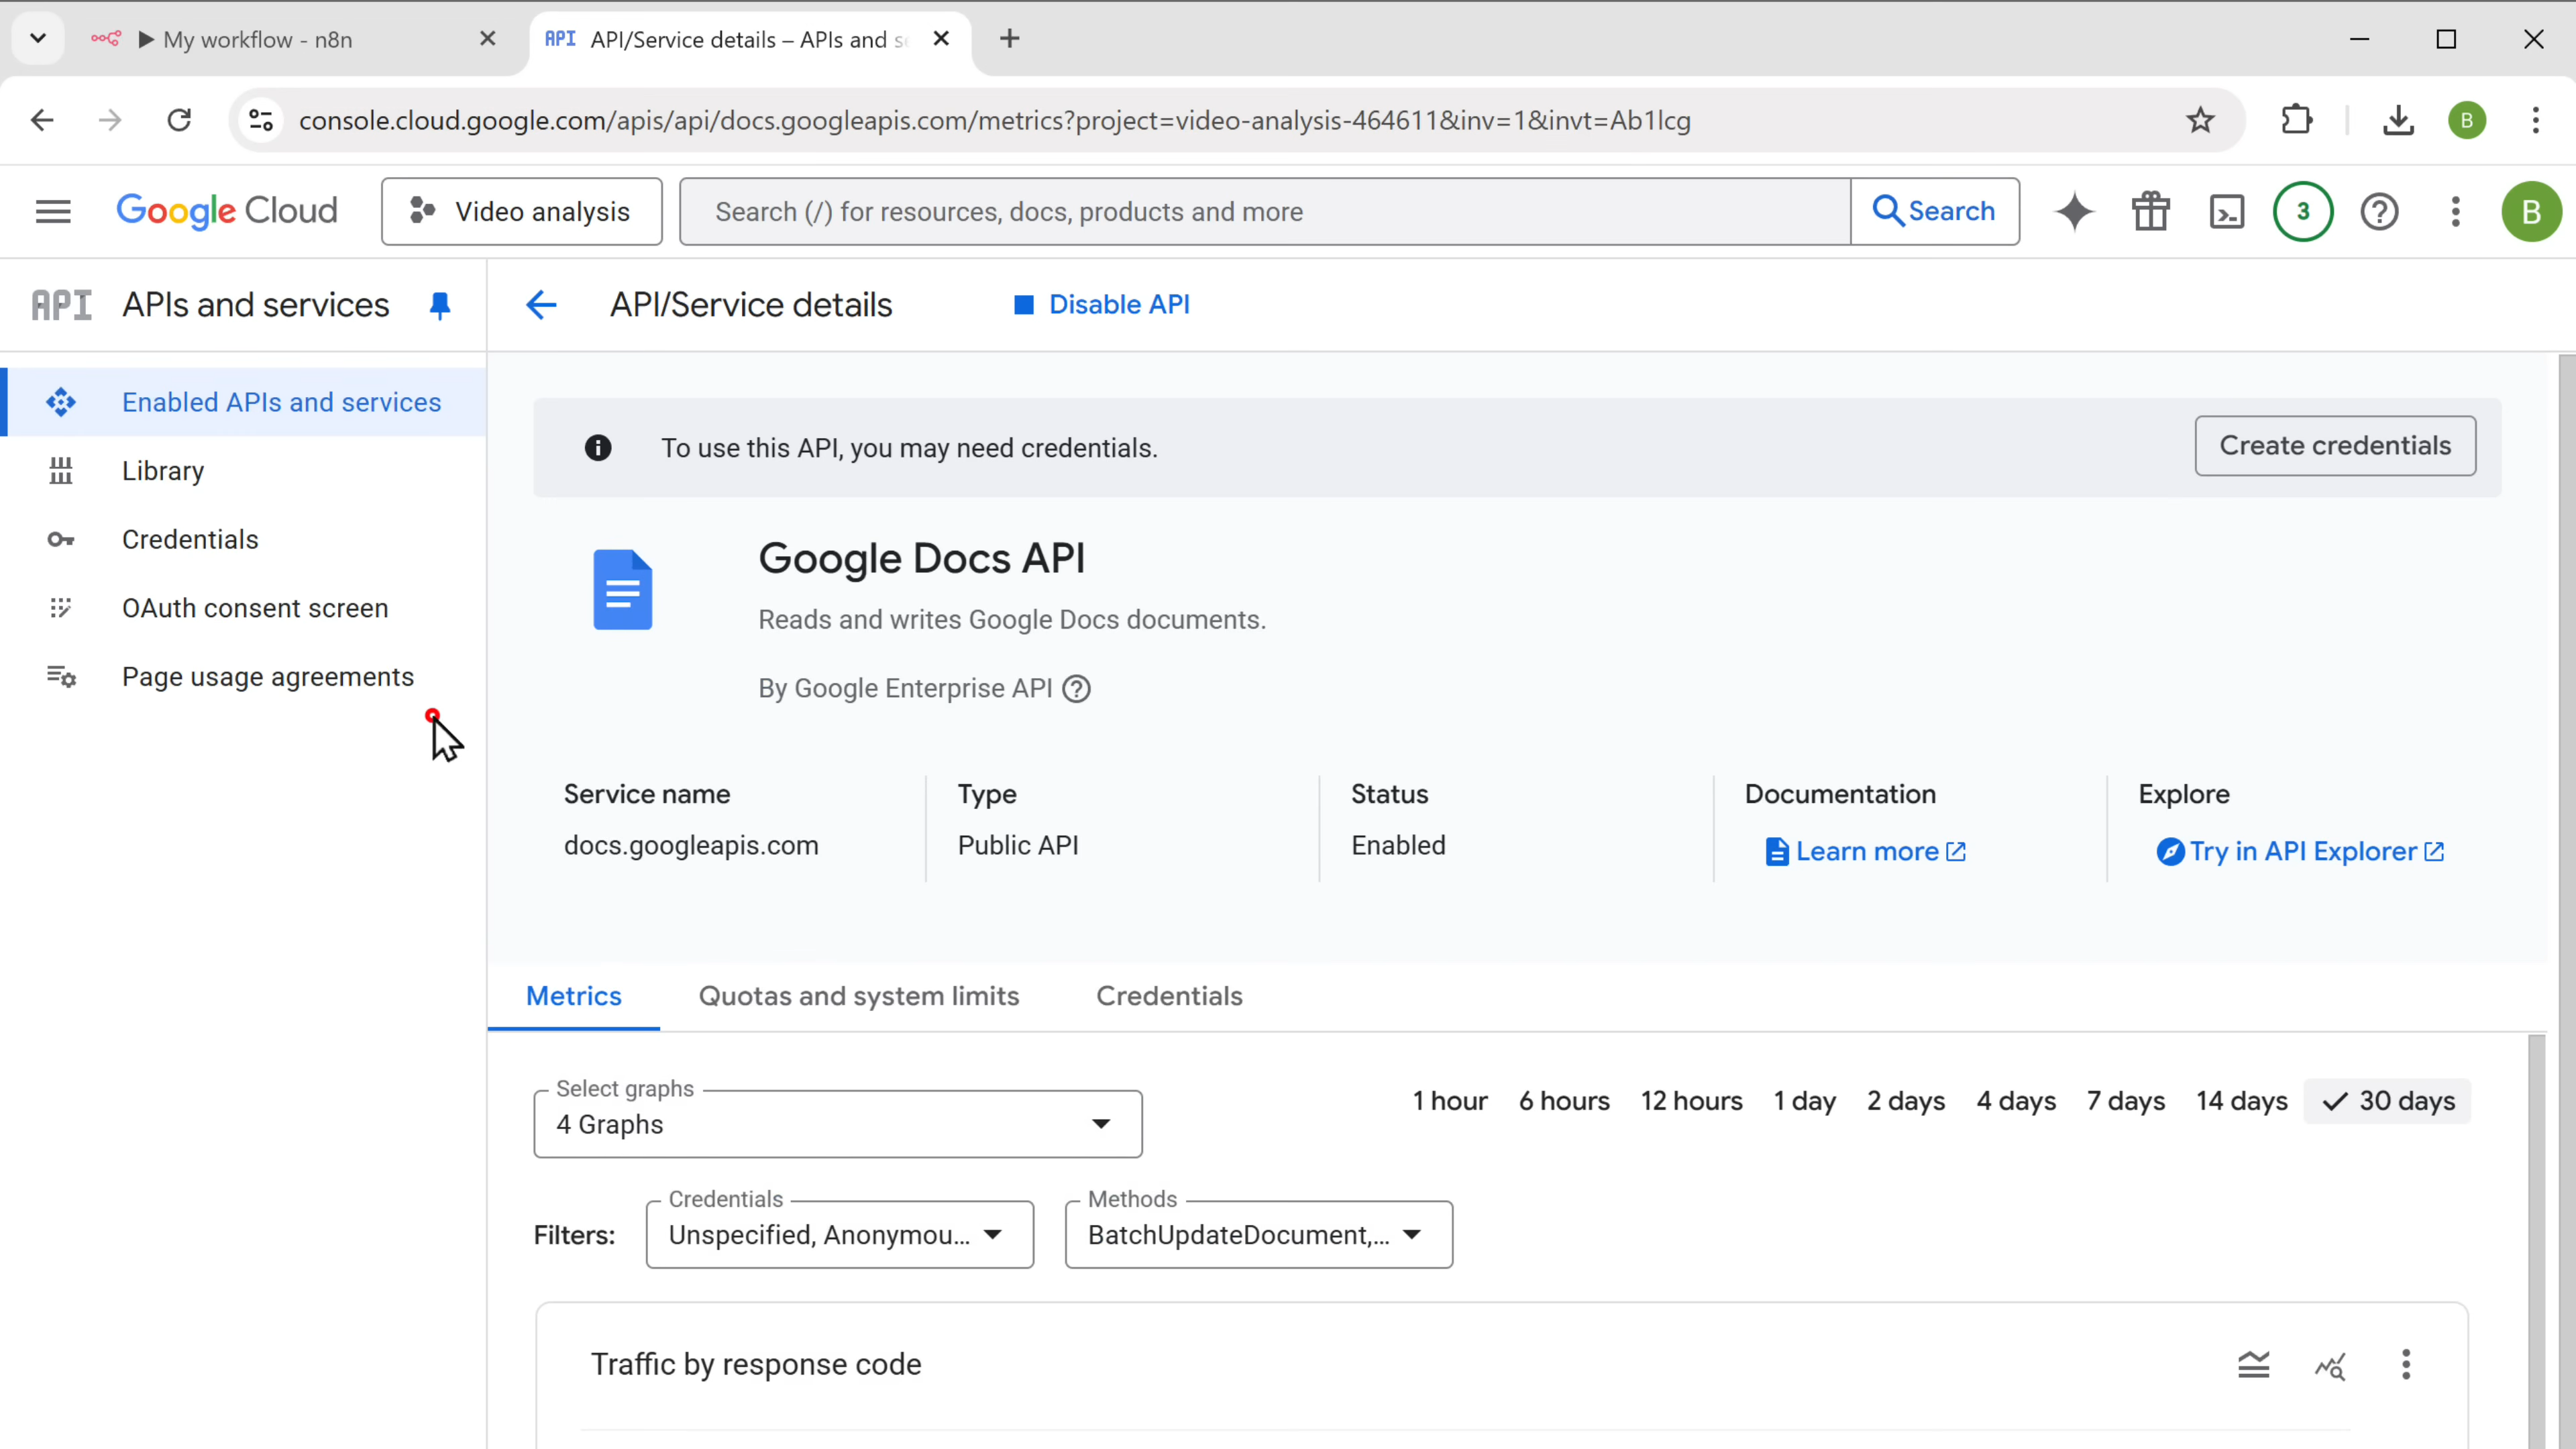 My workflow - n8n
API API/Service details – APIs and s
console.cloud.google.com/apis/api/docs.googleapis.com/metrics?project=video-analysis-464611&inv=1&invt=Ab1lcg
B
Google Cloud
Video analysis
Search (/) for resources, docs, products and more
Search
3
B
API APIs and services
API/Service details
Disable API
Enabled APIs and services
Library
Credentials
OAuth consent screen
Page usage agreements
To use this API, you may need credentials.
Create credentials
Google Docs API
Reads and writes Google Docs documents.
By Google Enterprise API
Service name
docs.googleapis.com
Type
Public API
Status
Enabled
Documentation
Learn more
Explore
Try in API Explorer
Metrics
Quotas and system limits
Credentials
Select graphs
4 Graphs
1 hour 6 hours 12 hours 1 day 2 days 4 days 7 days 14 days 30 days
Filters:
Credentials
Unspecified, Anonymou...
Methods
BatchUpdateDocument,...
Traffic by response code